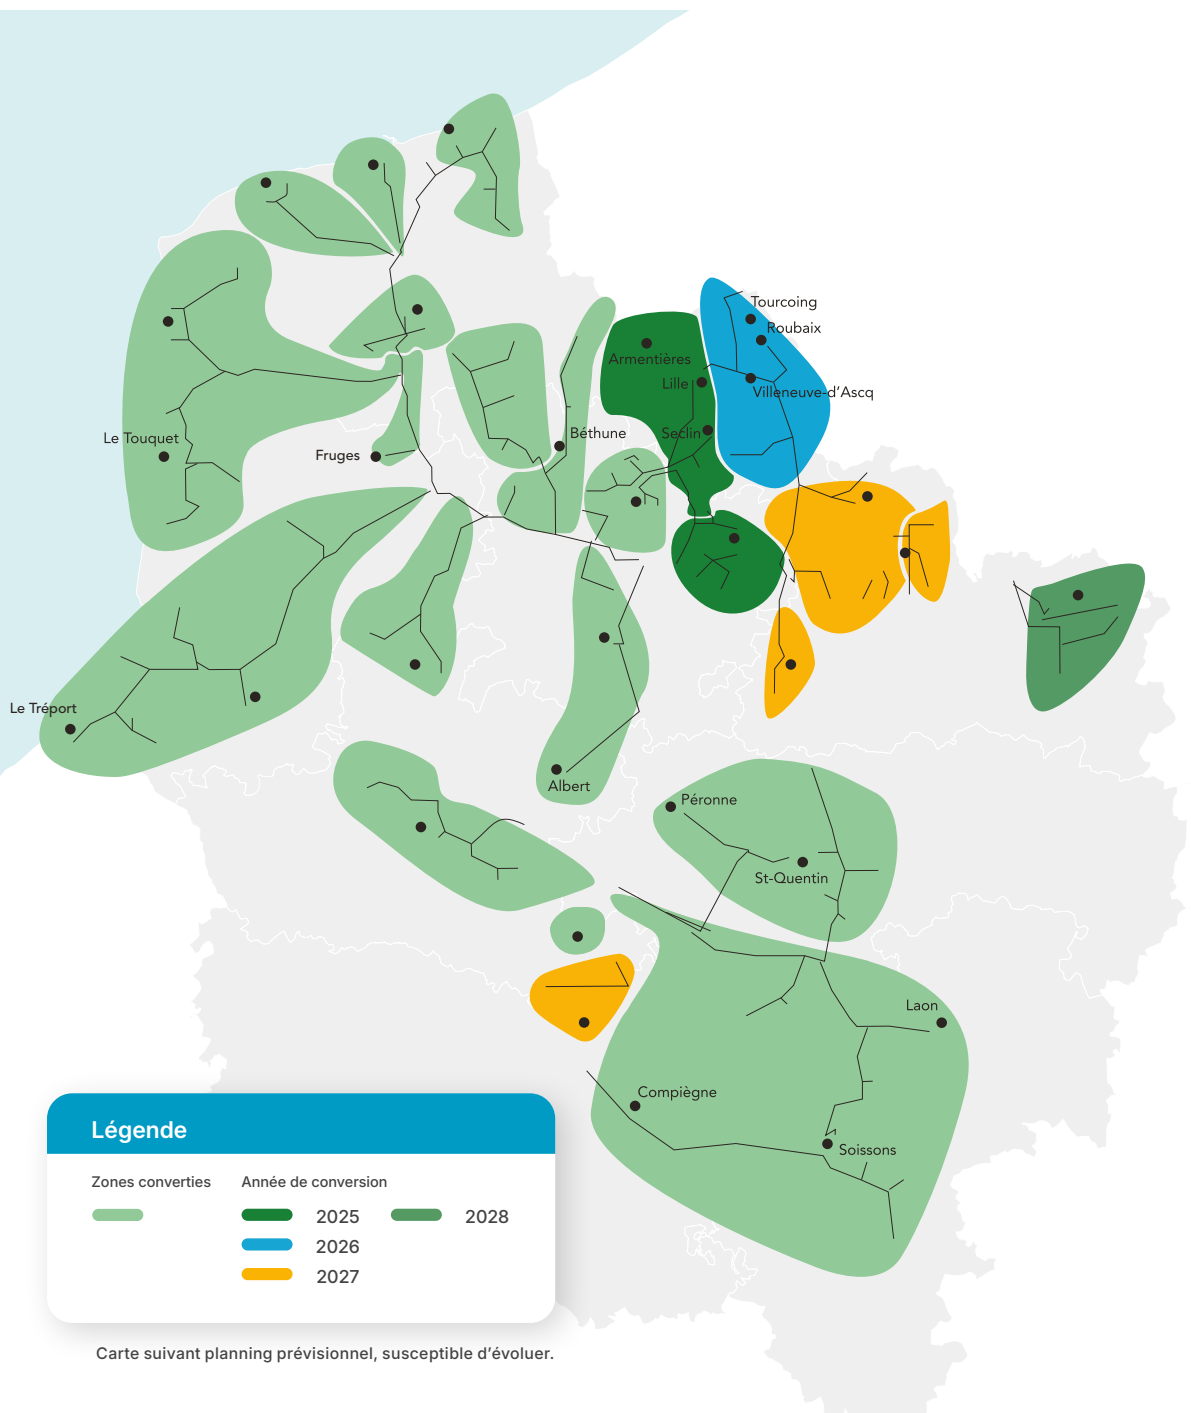 Tourcoing
Roubaix
Armentières
Lille
Villeneuve-d’Ascq
Béthune
Seclin
Le Touquet
Fruges
Le Tréport
Albert
Péronne
St-Quentin
Laon
Compiègne
Soissons
Légende
Zones converties
Année de conversion
2025
2028
2026
2027
Carte suivant planning prévisionnel, susceptible d’évoluer.